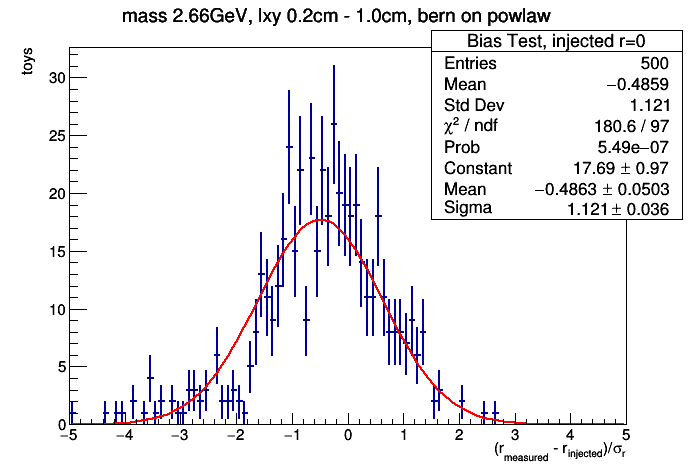 mass 2.66GeV, lxy 0.2cm - 1.0cm, bern on powlaw
Bias Test, injected r=0
Entries 500
Mean −0.4859
Std Dev 1.121
χ² / ndf 180.6 / 97
Prob 5.49e−07
Constant 17.69 ± 0.97
Mean −0.4863 ± 0.0503
Sigma 1.121 ± 0.036
toys
30
25
20
15
10
5
0
−5 −4 −3 −2 −1 0 1 2 3 4 5
(r_measured - r_injected)/σ_r